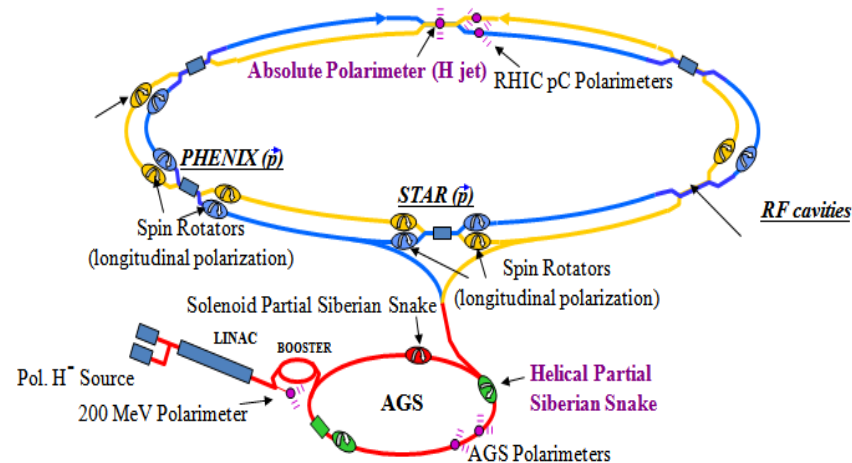 Absolute Polarimeter (H jet)
RHIC pC Polarimeters
PHENIX (p)
STAR (p)
RF cavities
Spin Rotators
(longitudinal polarization)
Spin Rotators
(longitudinal polarization)
Solenoid Partial Siberian Snake
LINAC
BOOSTER
Pol. H⁻ Source
200 MeV Polarimeter
AGS
Helical Partial
Siberian Snake
AGS Polarimeters